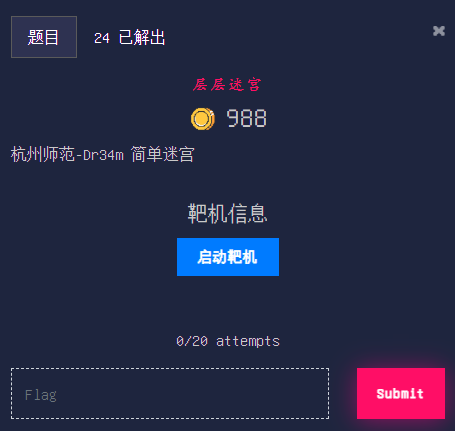 题目 24 已解出 ×
层层迷宫
988
杭州师范-Dr34m 简单迷宫
靶机信息
启动靶机
0/20 attempts
Flag Submit